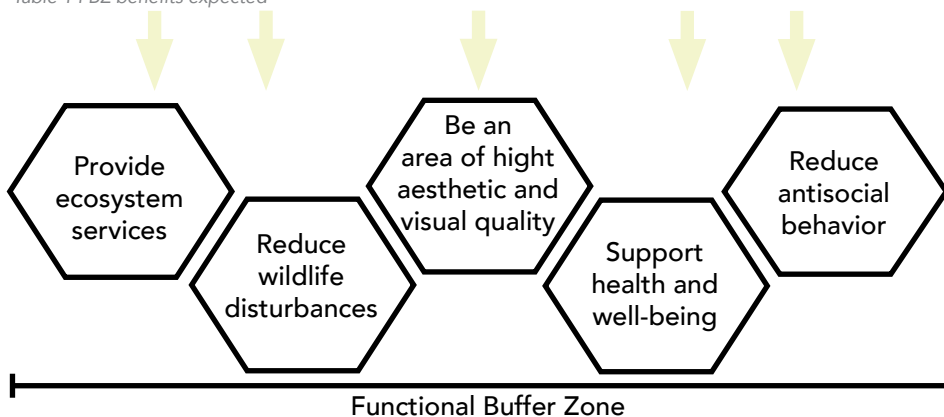 Table 1 FBZ benefits expected
Provide
ecosystem
services
Reduce
wildlife
disturbances
Be an
area of hight
aesthetic and
visual quality
Support
health and
well-being
Reduce
antisocial
behavior
Functional Buffer Zone